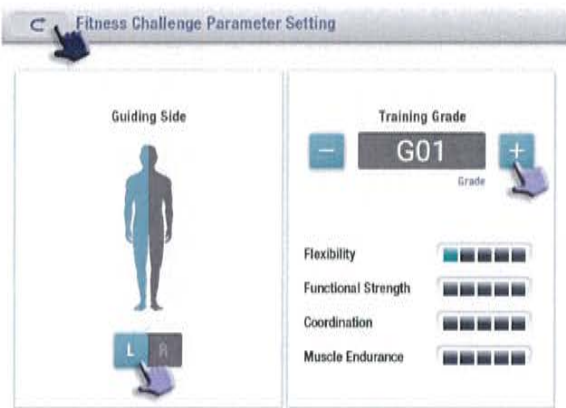 Fitness Challenge Parameter Setting
Guiding Side
L R
Training Grade
G01
Grade
Flexibility
Functional Strength
Coordination
Muscle Endurance